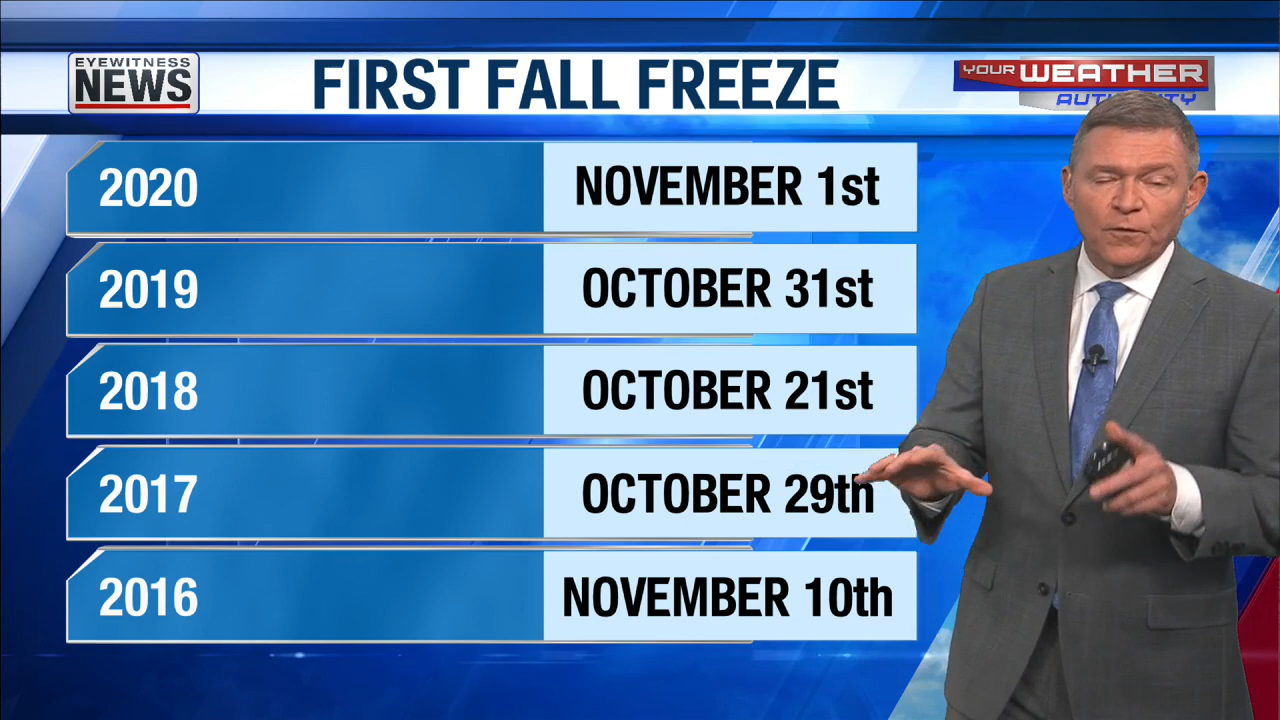 EYEWITNESS
NEWS
FIRST FALL FREEZE
YOUR WEATHER
2020 NOVEMBER 1st
2019 OCTOBER 31st
2018 OCTOBER 21st
2017 OCTOBER 29th
2016 NOVEMBER 10th